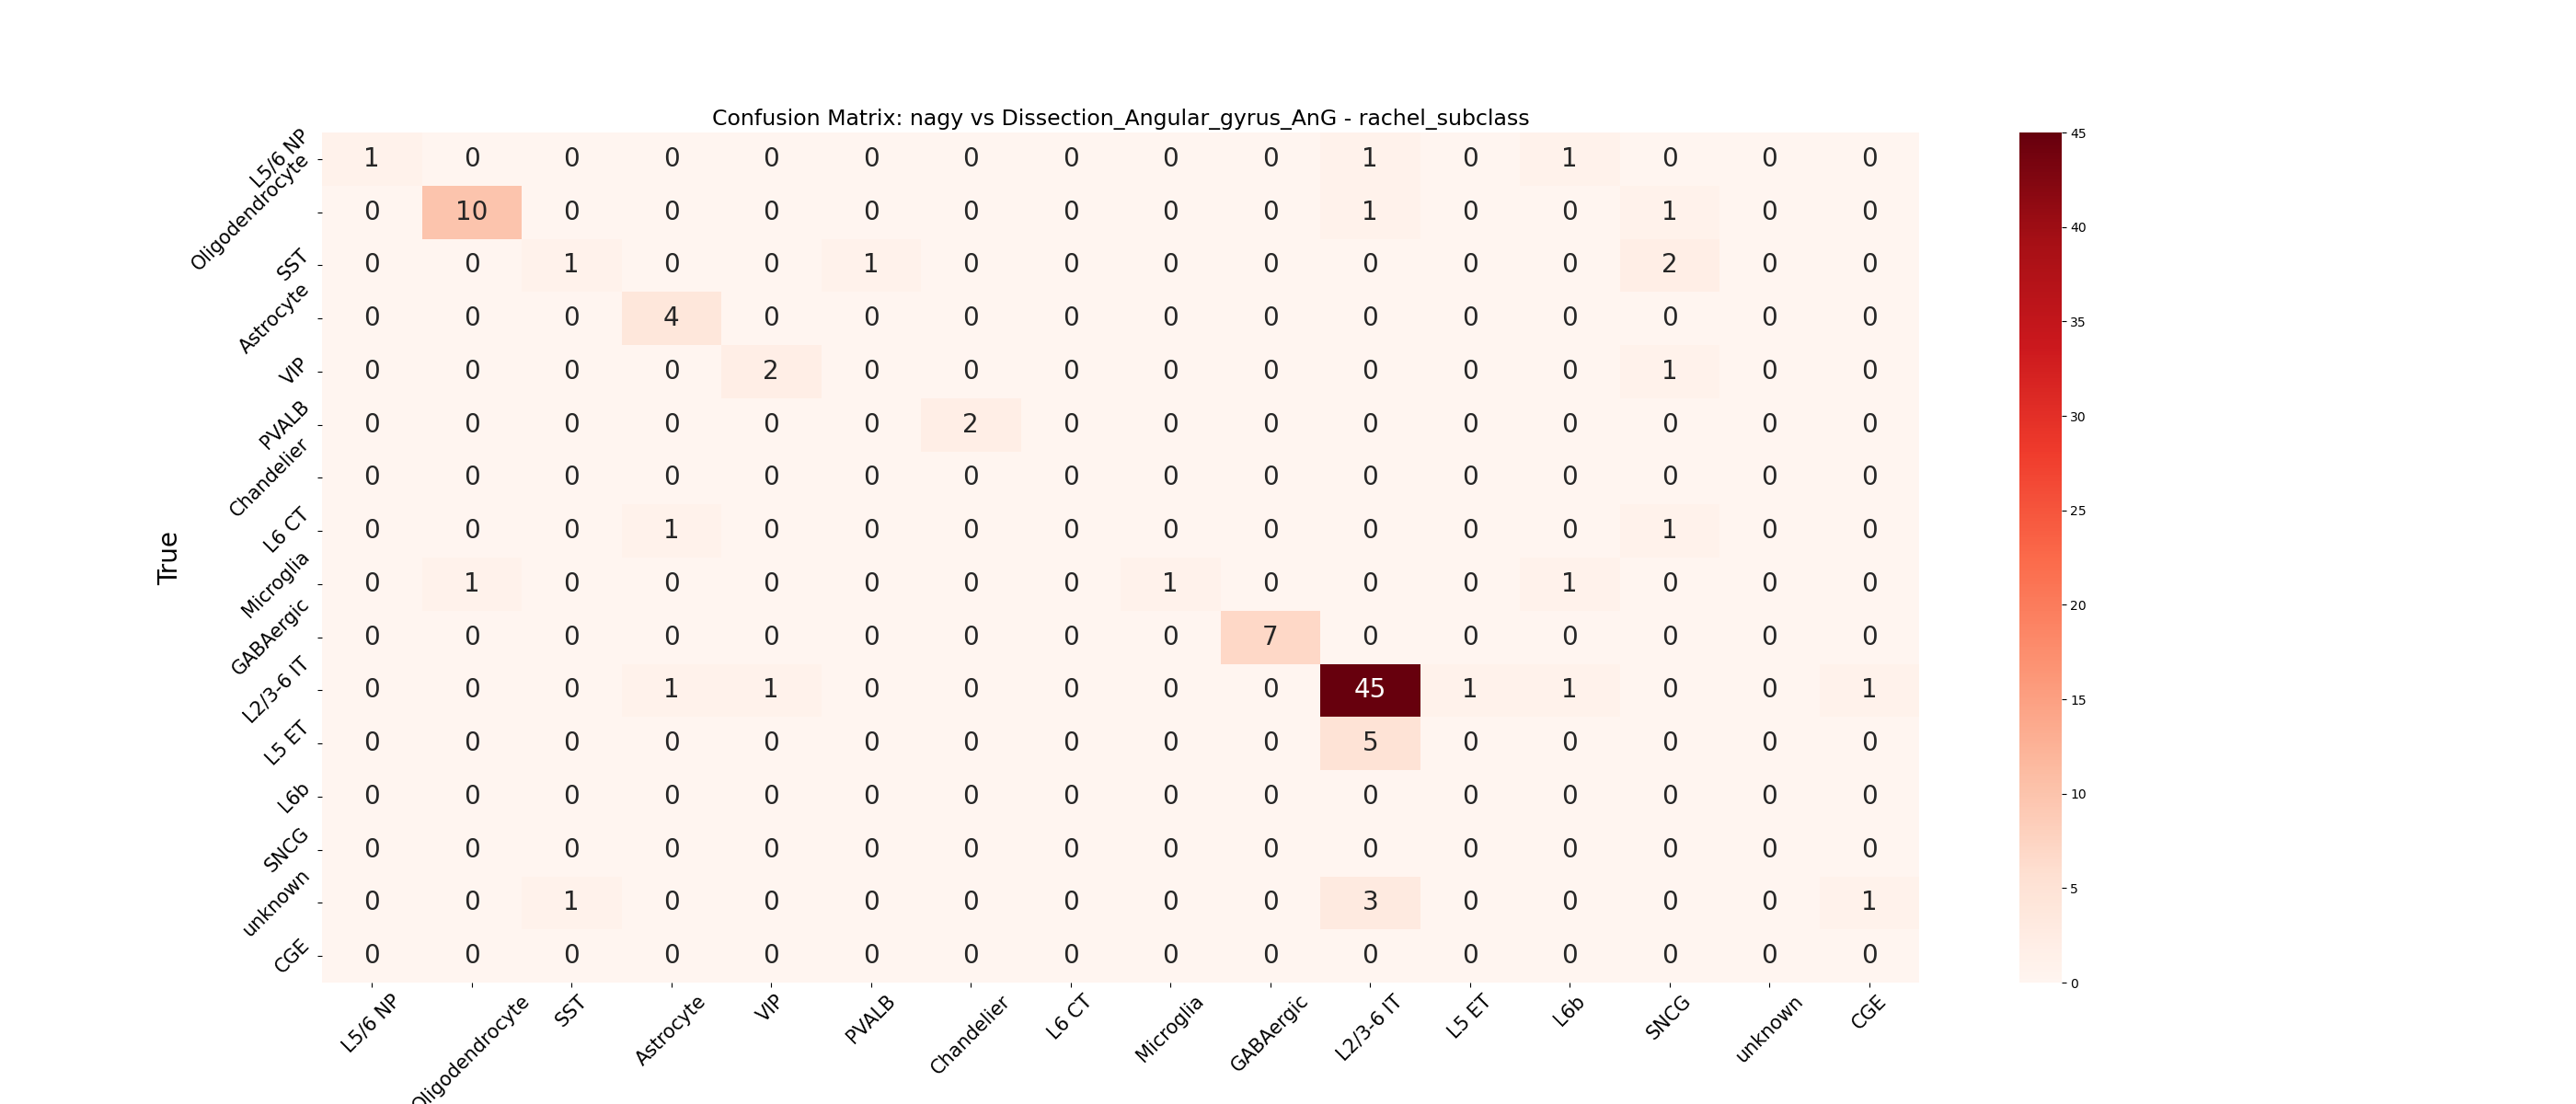 Confusion Matrix: nagy vs Dissection_Angular_gyrus_AnG - rachel_subclass
True
L5/6 NP 1 0 0 0 0 0 0 0 0 0 1 0 1 0 0 0
Oligodendrocyte 0 10 0 0 0 0 0 0 0 0 1 0 0 1 0 0
SST 0 0 1 0 0 1 0 0 0 0 0 0 0 2 0 0
Astrocyte 0 0 0 4 0 0 0 0 0 0 0 0 0 0 0 0
VIP 0 0 0 0 2 0 0 0 0 0 0 0 0 1 0 0
PVALB 0 0 0 0 0 0 2 0 0 0 0 0 0 0 0 0
Chandelier 0 0 0 0 0 0 0 0 0 0 0 0 0 0 0 0
L6 CT 0 0 0 1 0 0 0 0 0 0 0 0 0 1 0 0
Microglia 0 1 0 0 0 0 0 0 1 0 0 0 1 0 0 0
GABAergic 0 0 0 0 0 0 0 0 0 7 0 0 0 0 0 0
L2/3-6 IT 0 0 0 1 1 0 0 0 0 0 45 1 1 0 0 1
L5 ET 0 0 0 0 0 0 0 0 0 0 5 0 0 0 0 0
L6b 0 0 0 0 0 0 0 0 0 0 0 0 0 0 0 0
SNCG 0 0 0 0 0 0 0 0 0 0 0 0 0 0 0 0
unknown 0 0 1 0 0 0 0 0 0 0 3 0 0 0 0 1
CGE 0 0 0 0 0 0 0 0 0 0 0 0 0 0 0 0
L5/6 NP Oligodendrocyte SST Astrocyte VIP PVALB Chandelier L6 CT Microglia GABAergic L2/3-6 IT L5 ET L6b SNCG unknown CGE
45
40
35
30
25
20
15
10
5
0